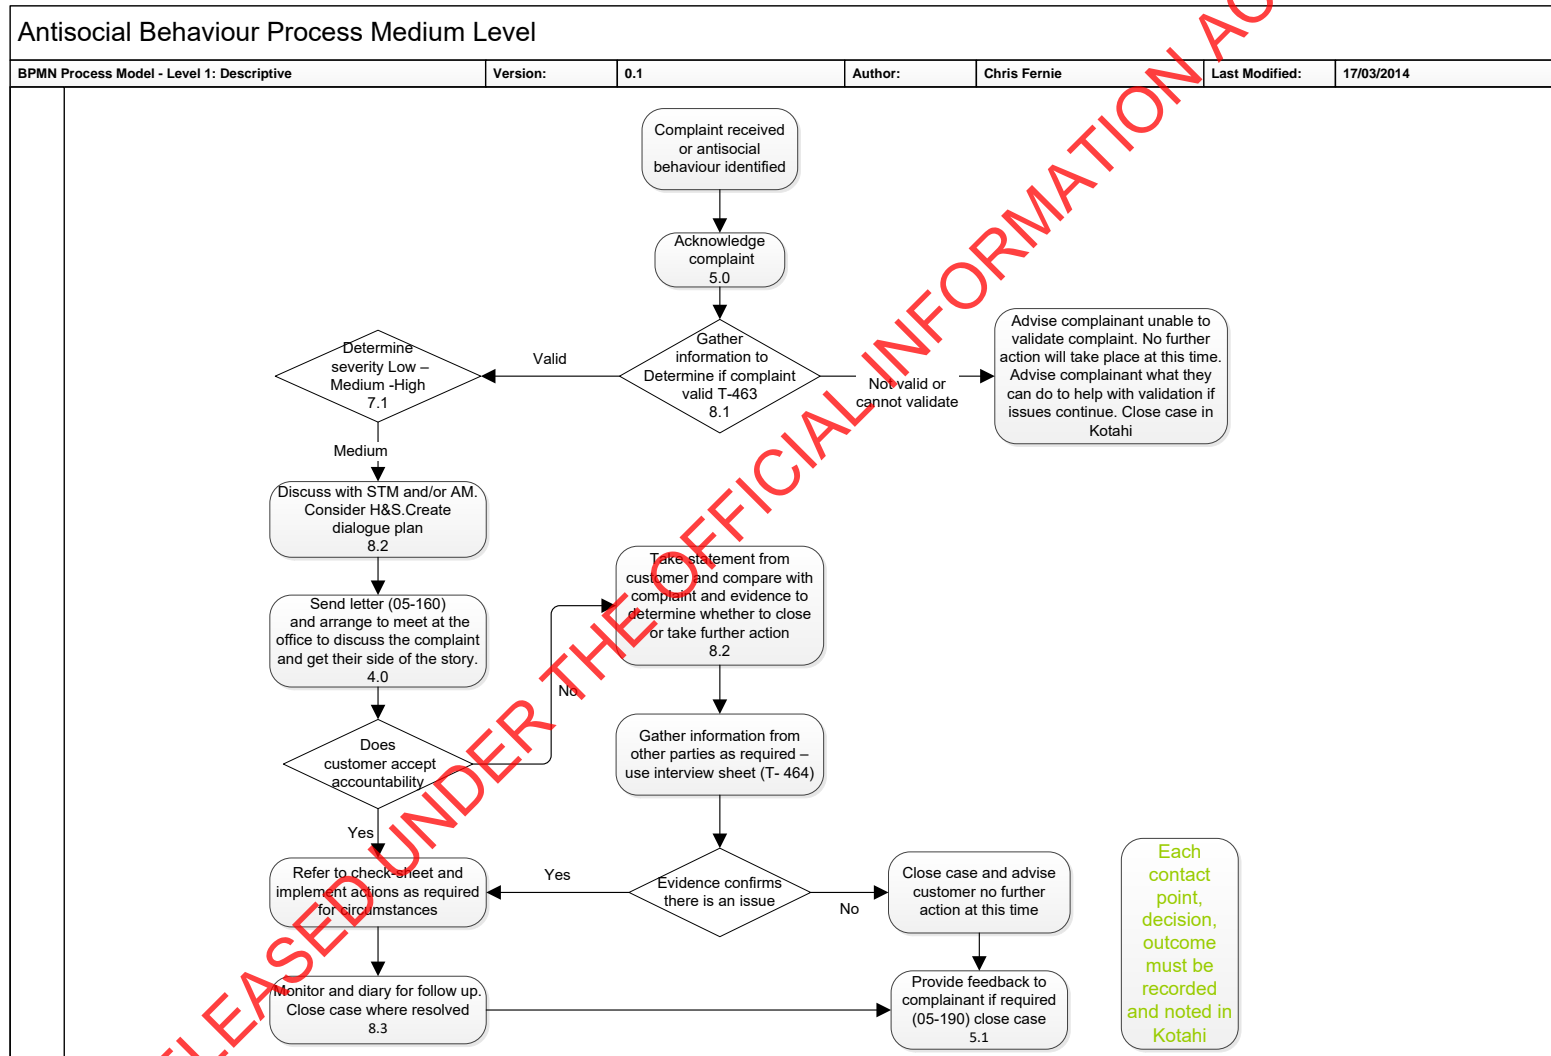 Antisocial Behaviour Process Medium Level
BPMN Process Model - Level 1: Descriptive
Version:
0.1
Author:
Chris Fernie
Last Modified:
17/03/2014
Complaint received
or antisocial
behaviour identified
Acknowledge
complaint
5.0
Gather
information to
Determine if complaint
valid T-463
8.1
Valid
Not valid or
cannot validate
Advise complainant unable to
validate complaint. No further
action will take place at this time.
Advise complainant what they
can do to help with validation if
issues continue. Close case in
Kotahi
Determine
severity Low –
Medium -High
7.1
Medium
Discuss with STM and/or AM.
Consider H&S.Create
dialogue plan
8.2
Send letter (05-160)
and arrange to meet at the
office to discuss the complaint
and get their side of the story.
4.0
Does
customer accept
accountability
No
Yes
Take statement from
customer and compare with
complaint and evidence to
determine whether to close
or take further action
8.2
Gather information from
other parties as required –
use interview sheet (T- 464)
Evidence confirms
there is an issue
Yes
No
Refer to check-sheet and
implement actions as required
for circumstances
Close case and advise
customer no further
action at this time
Monitor and diary for follow up.
Close case where resolved
8.3
Provide feedback to
complainant if required
(05-190) close case
5.1
Each
contact
point,
decision,
outcome
must be
recorded
and noted in
Kotahi
ELEASED UNDER THE OFFICIAL INFORMATION AC